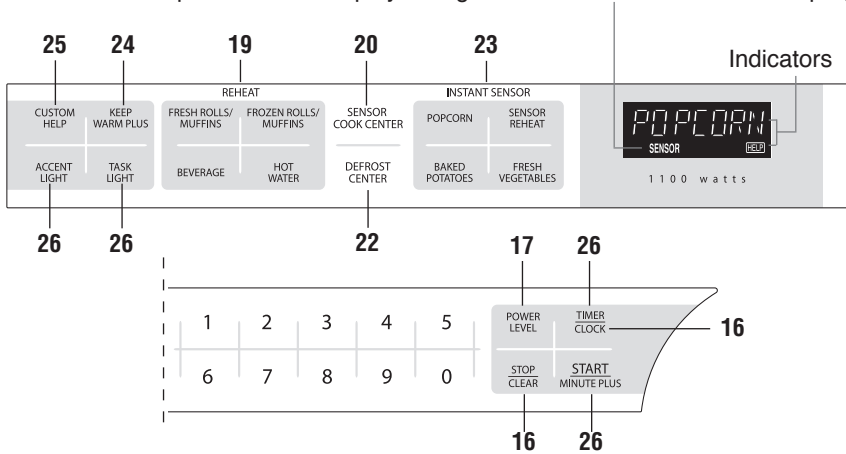 Indicators
25 24 19 20 23
REHEAT INSTANT SENSOR
CUSTOM HELP
KEEP WARM PLUS
FRESH ROLLS/ MUFFINS
FROZEN ROLLS/ MUFFINS
SENSOR COOK CENTER
POPCORN
SENSOR REHEAT
ACCENT LIGHT
TASK LIGHT
BEVERAGE
HOT WATER
DEFROST CENTER
BAKED POTATOES
FRESH VEGETABLES
POPCORN
SENSOR HELP
1100 watts
26 26 22
17 26
1 2 3 4 5
POWER LEVEL
TIMER
CLOCK
16
6 7 8 9 0
STOP
CLEAR
START
MINUTE PLUS
16 26